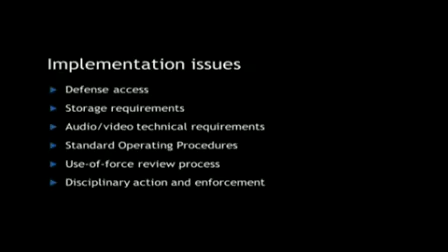 Implementation issues
Defense access
Storage requirements
Audio/video technical requirements
Standard Operating Procedures
Use-of-force review process
Disciplinary action and enforcement